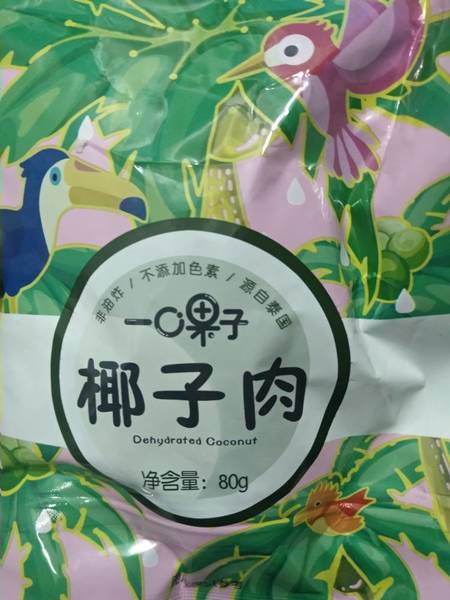 非油炸 / 不添加色素 / 源自泰国
一口果子
椰子肉
Dehydrated Coconut
净含量：80g